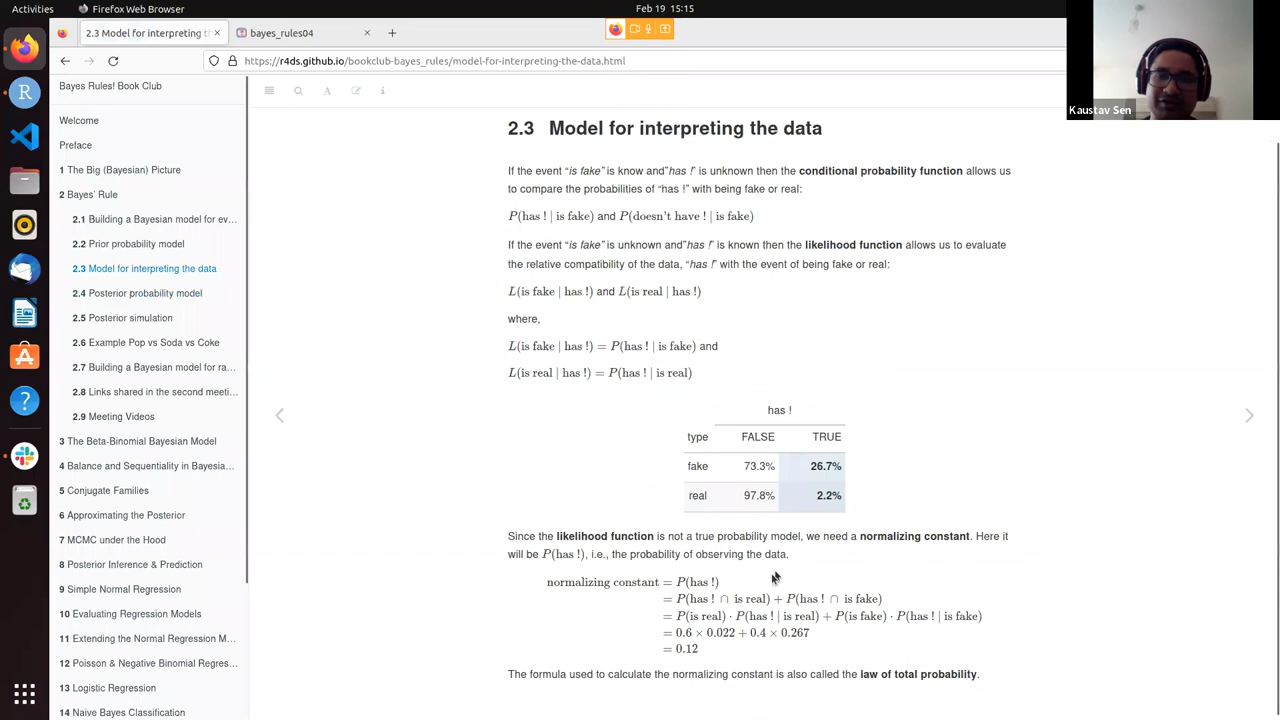 Activities
Firefox Web Browser
Feb 19 15:15
2.3 Model for interpreting t
bayes_rules04
https://r4ds.github.io/bookclub-bayes_rules/model-for-interpreting-the-data.html
Kaustav Sen
Bayes Rules! Book Club
Welcome
Preface
1 The Big (Bayesian) Picture
2 Bayes' Rule
2.1 Building a Bayesian model for ev...
2.2 Prior probability model
2.3 Model for interpreting the data
2.4 Posterior probability model
2.5 Posterior simulation
2.6 Example Pop vs Soda vs Coke
2.7 Building a Bayesian model for ra...
2.8 Links shared in the second meeti...
2.9 Meeting Videos
3 The Beta-Binomial Bayesian Model
4 Balance and Sequentiality in Bayesia...
5 Conjugate Families
6 Approximating the Posterior
7 MCMC under the Hood
8 Posterior Inference & Prediction
9 Simple Normal Regression
10 Evaluating Regression Models
11 Extending the Normal Regression M...
12 Poisson & Negative Binomial Regres...
13 Logistic Regression
14 Naive Bayes Classification
2.3 Model for interpreting the data
If the event “is fake” is know and”has !” is unknown then the conditional probability function allows us
to compare the probabilities of “has !” with being fake or real:
P(has ! | is fake) and P(doesn't have ! | is fake)
If the event “is fake” is unknown and”has !” is known then the likelihood function allows us to evaluate
the relative compatibility of the data, “has !” with the event of being fake or real:
L(is fake | has !) and L(is real | has !)
where,
L(is fake | has !) = P(has ! | is fake) and
L(is real | has !) = P(has ! | is real)
has !
type FALSE TRUE
fake 73.3% 26.7%
real 97.8% 2.2%
Since the likelihood function is not a true probability model, we need a normalizing constant. Here it
will be P(has !), i.e., the probability of observing the data.
normalizing constant = P(has !)
= P(has ! ∩ is real) + P(has ! ∩ is fake)
= P(is real) · P(has ! | is real) + P(is fake) · P(has ! | is fake)
= 0.6 × 0.022 + 0.4 × 0.267
= 0.12
The formula used to calculate the normalizing constant is also called the law of total probability.